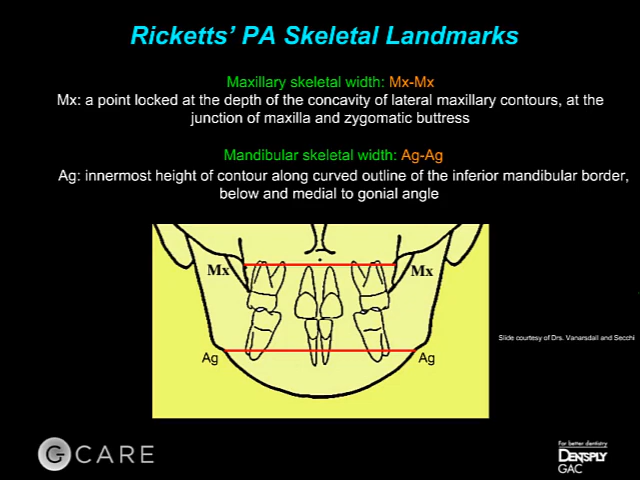 Ricketts’ PA Skeletal Landmarks
Maxillary skeletal width: Mx-Mx
Mx: a point locked at the depth of the concavity of lateral maxillary contours, at the
junction of maxilla and zygomatic buttress
Mandibular skeletal width: Ag-Ag
Ag: innermost height of contour along curved outline of the inferior mandibular border,
below and medial to gonial angle
Mx Mx
Slide courtesy of Drs. Vanarsdall and Secchi
Ag Ag
G CARE
For better dentistry
DENTSPLY
GAC